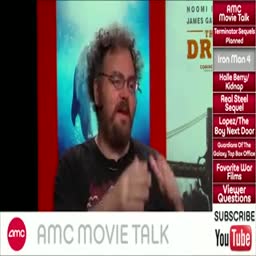 NOOMI
JAMES GA
T
DR
COMING
AMC
Movie Talk
Terminator Sequels
Planned
Iron Man 4
Halle Berry/
Kidnap
Real Steel
Sequel
Lopez/The
Boy Next Door
Guardians Of The
Galaxy Top Box Office
Favorite War
Films
Viewer
Questions
SUBSCRIBE
YouTube
amc AMC MOVIE TALK